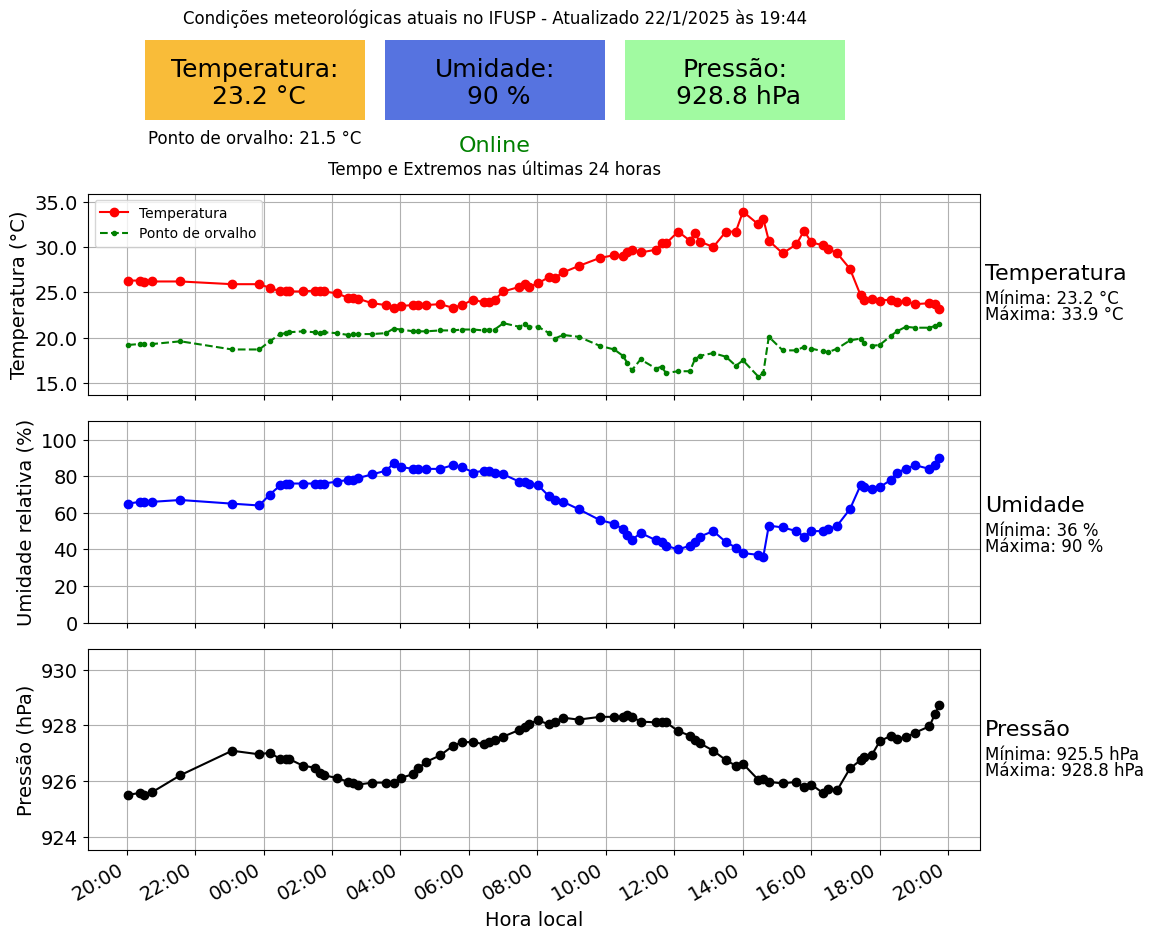 Condições meteorológicas atuais no IFUSP - Atualizado 22/1/2025 às 19:44
Temperatura:
23.2 °C
Umidade:
90 %
Pressão:
928.8 hPa
Ponto de orvalho: 21.5 °C
Online
Tempo e Extremos nas últimas 24 horas
Temperatura (°C)
35.0
30.0
25.0
20.0
15.0
Temperatura
Ponto de orvalho
Temperatura
Mínima: 23.2 °C
Máxima: 33.9 °C
Umidade relativa (%)
100
80
60
40
20
0
Umidade
Mínima: 36 %
Máxima: 90 %
Pressão (hPa)
930
928
926
924
Pressão
Mínima: 925.5 hPa
Máxima: 928.8 hPa
20:00 22:00 00:00 02:00 04:00 06:00 08:00 10:00 12:00 14:00 16:00 18:00 20:00
Hora local